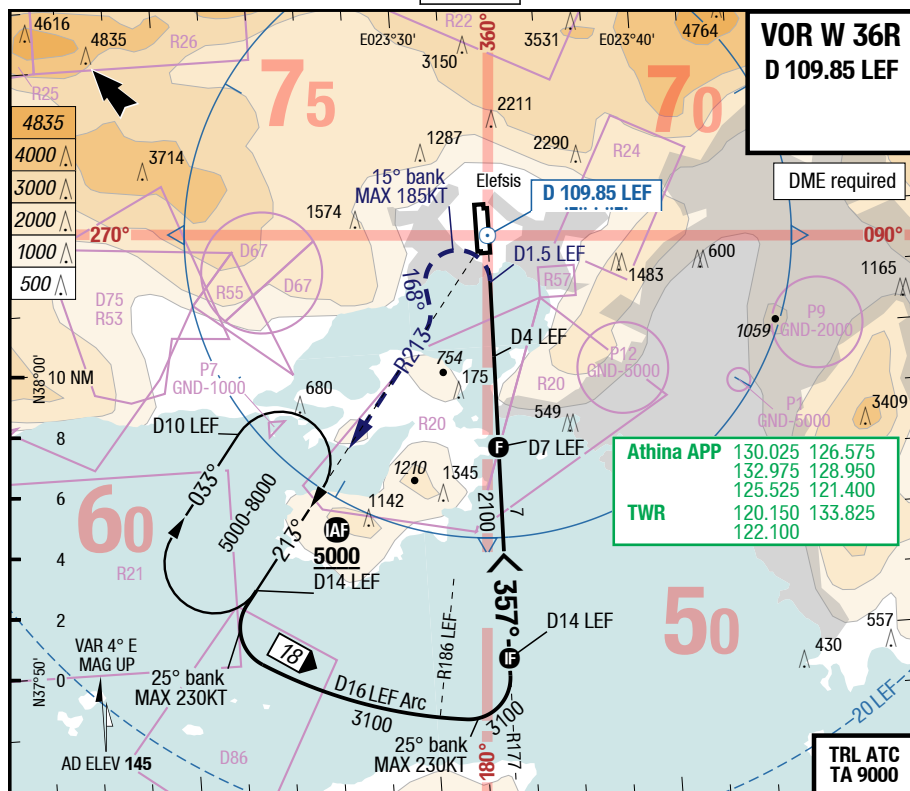 4616
4835
R26
R25
R22
E023°30'
3150
360°
3531
E023°40'
4764
VOR W 36R
D 109.85 LEF
75
70
4835
4000
3000
2000
1000
500
3714
1287
2211
2290
R24
15° bank
MAX 185KT
Elefsis
D 109.85 LEF
DME required
1574
270°
090°
D67
D67
R55
D75
R53
168°
D1.5 LEF
R57
1483
600
1165
P9
GND-2000
1059
R213
D4 LEF
P12
GND-5000
P7
GND-1000
754
175
R20
P1
GND-5000
3409
N38°00'
10 NM
680
549
D10 LEF
R20
F
D7 LEF
8
6
4
2
0
033°
5000-8000
213°
1210
1345
1142
2100
7
Athina APP 130.025 126.575
132.975 128.950
125.525 121.400
TWR 120.150 133.825
122.100
60
R21
IAF
5000
D14 LEF
357°
D14 LEF
IF
50
557
430
R186 LEF
VAR 4° E
MAG UP
N37°50'
25° bank
MAX 230KT
18
D16 LEF Arc
3100
3100
R177
20 LEF
25° bank
MAX 230KT
180°
AD ELEV 145
D86
TRL ATC
TA 9000